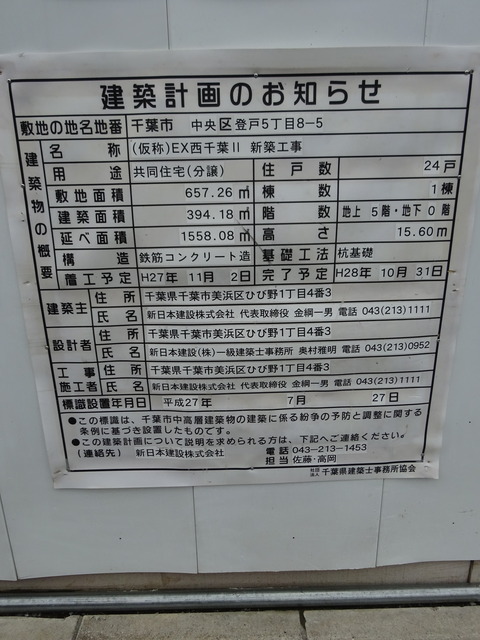 建築計画のお知らせ
敷地の地名地番 千葉市 中央区登戸5丁目8-5
建築物の概要
名称 (仮称)EX西千葉II 新築工事
用途 共同住宅(分譲) 住戸数 24戸
敷地面積 657.26㎡ 棟数 1棟
建築面積 394.18㎡ 階数 地上 5階・地下 0階
延べ面積 1558.08㎡ 高さ 15.60m
構造 鉄筋コンクリート造 基礎工法 杭基礎
着工予定 H27年 11月 2日 完了予定 H28年 10月 31日
建築主 住所 千葉県千葉市美浜区ひび野1丁目4番3
氏名 新日本建設株式会社 代表取締役 金綱一男 電話 043(213)1111
設計者 住所 千葉県千葉市美浜区ひび野1丁目4番3
氏名 新日本建設(株)一級建築士事務所 奥村雅明 電話 043(213)0952
工事施工者 住所 千葉県千葉市美浜区ひび野1丁目4番3
氏名 新日本建設株式会社 代表取締役 金綱一男 電話 043(213)1111
標識設置年月日 平成27年 7月 27日
●この標識は、千葉市中高層建築物の建築に係る紛争の予防と調整に関する
条例に基づき設置したものです。
●この建築計画について説明を求められる方は、下記へご連絡ください。
(連絡先) 新日本建設株式会社 電話 043-213-1453
担当 佐藤・高岡
社団法人 千葉県建築士事務所協会